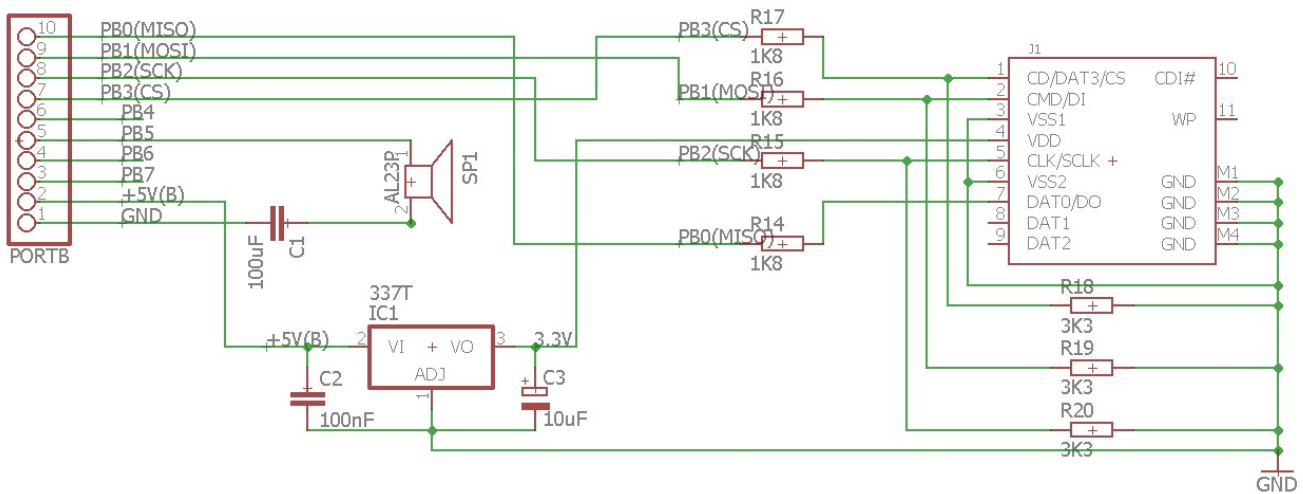 10 PB0(MISO)
9 PB1(MOSI)
8 PB2(SCK)
7 PB3(CS)
6 PB4
5 PB5
4 PB6
3 PB7
2 +5V(B)
1 GND
PORTB
100uF
C1
AL23P
1
2
SP1
337T
IC1
+5V(B)
2
VI + VO
3
3.3V
ADJ
1
C2
100nF
+
C3
10uF
R17
PB3(CS)
1K8
R16
PB1(MOSI)
1K8
R15
PB2(SCK)
1K8
R14
PB0(MISO)
1K8
J1
1 CD/DAT3/CS CDI# 10
2 CMD/DI
3 VSS1 WP 11
4 VDD
5 CLK/SCLK +
6 VSS2 GND M1
7 DAT0/DO GND M2
8 DAT1 GND M3
9 DAT2 GND M4
R18
3K3
R19
3K3
R20
3K3
GND